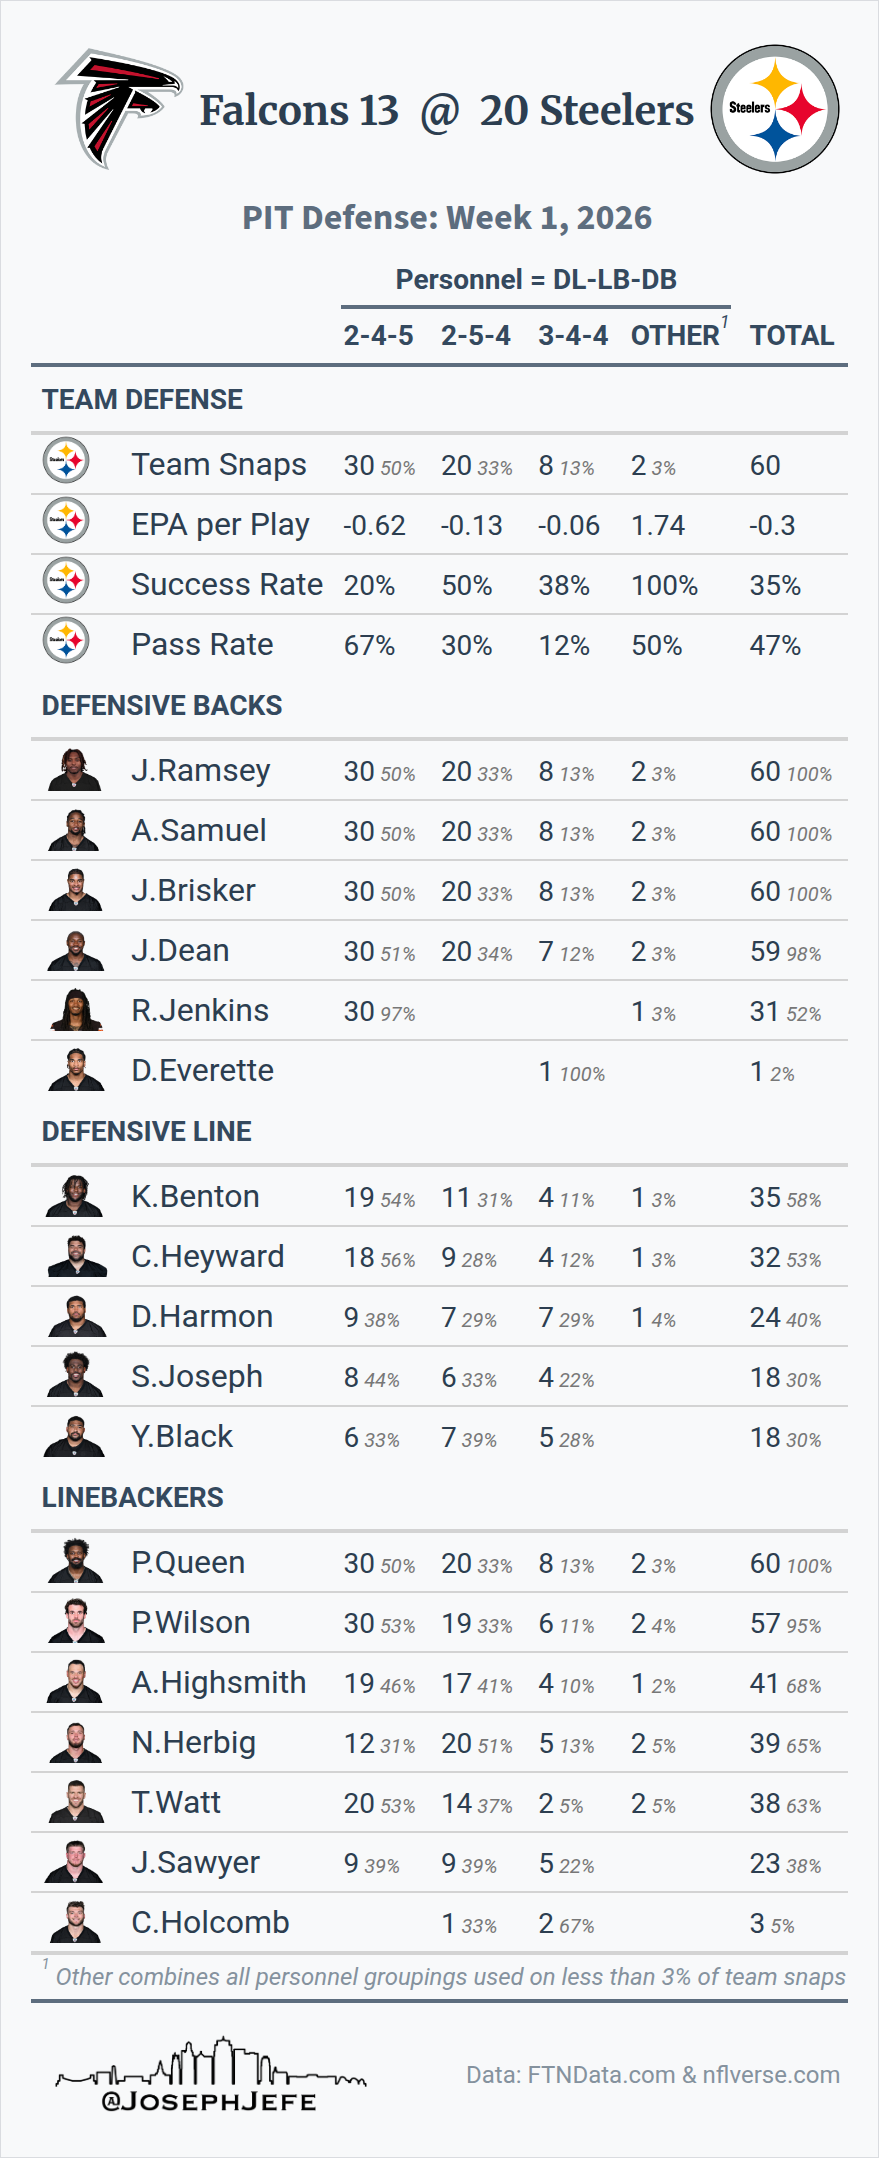 Falcons 13 @ 20 Steelers
Steelers
PIT Defense: Week 1, 2026
Personnel = DL-LB-DB
2-4-5 2-5-4 3-4-4 OTHER¹ TOTAL
TEAM DEFENSE
Team Snaps 30 50% 20 33% 8 13% 2 3% 60
EPA per Play -0.62 -0.13 -0.06 1.74 -0.3
Success Rate 20% 50% 38% 100% 35%
Pass Rate 67% 30% 12% 50% 47%
DEFENSIVE BACKS
J.Ramsey 30 50% 20 33% 8 13% 2 3% 60 100%
A.Samuel 30 50% 20 33% 8 13% 2 3% 60 100%
J.Brisker 30 50% 20 33% 8 13% 2 3% 60 100%
J.Dean 30 51% 20 34% 7 12% 2 3% 59 98%
R.Jenkins 30 97% 1 3% 31 52%
D.Everette 1 100% 1 2%
DEFENSIVE LINE
K.Benton 19 54% 11 31% 4 11% 1 3% 35 58%
C.Heyward 18 56% 9 28% 4 12% 1 3% 32 53%
D.Harmon 9 38% 7 29% 7 29% 1 4% 24 40%
S.Joseph 8 44% 6 33% 4 22% 18 30%
Y.Black 6 33% 7 39% 5 28% 18 30%
LINEBACKERS
P.Queen 30 50% 20 33% 8 13% 2 3% 60 100%
P.Wilson 30 53% 19 33% 6 11% 2 4% 57 95%
A.Highsmith 19 46% 17 41% 4 10% 1 2% 41 68%
N.Herbig 12 31% 20 51% 5 13% 2 5% 39 65%
T.Watt 20 53% 14 37% 2 5% 2 5% 38 63%
J.Sawyer 9 39% 9 39% 5 22% 23 38%
C.Holcomb 1 33% 2 67% 3 5%
¹ Other combines all personnel groupings used on less than 3% of team snaps
@JOSEPHJEFE
Data: FTNData.com & nflverse.com